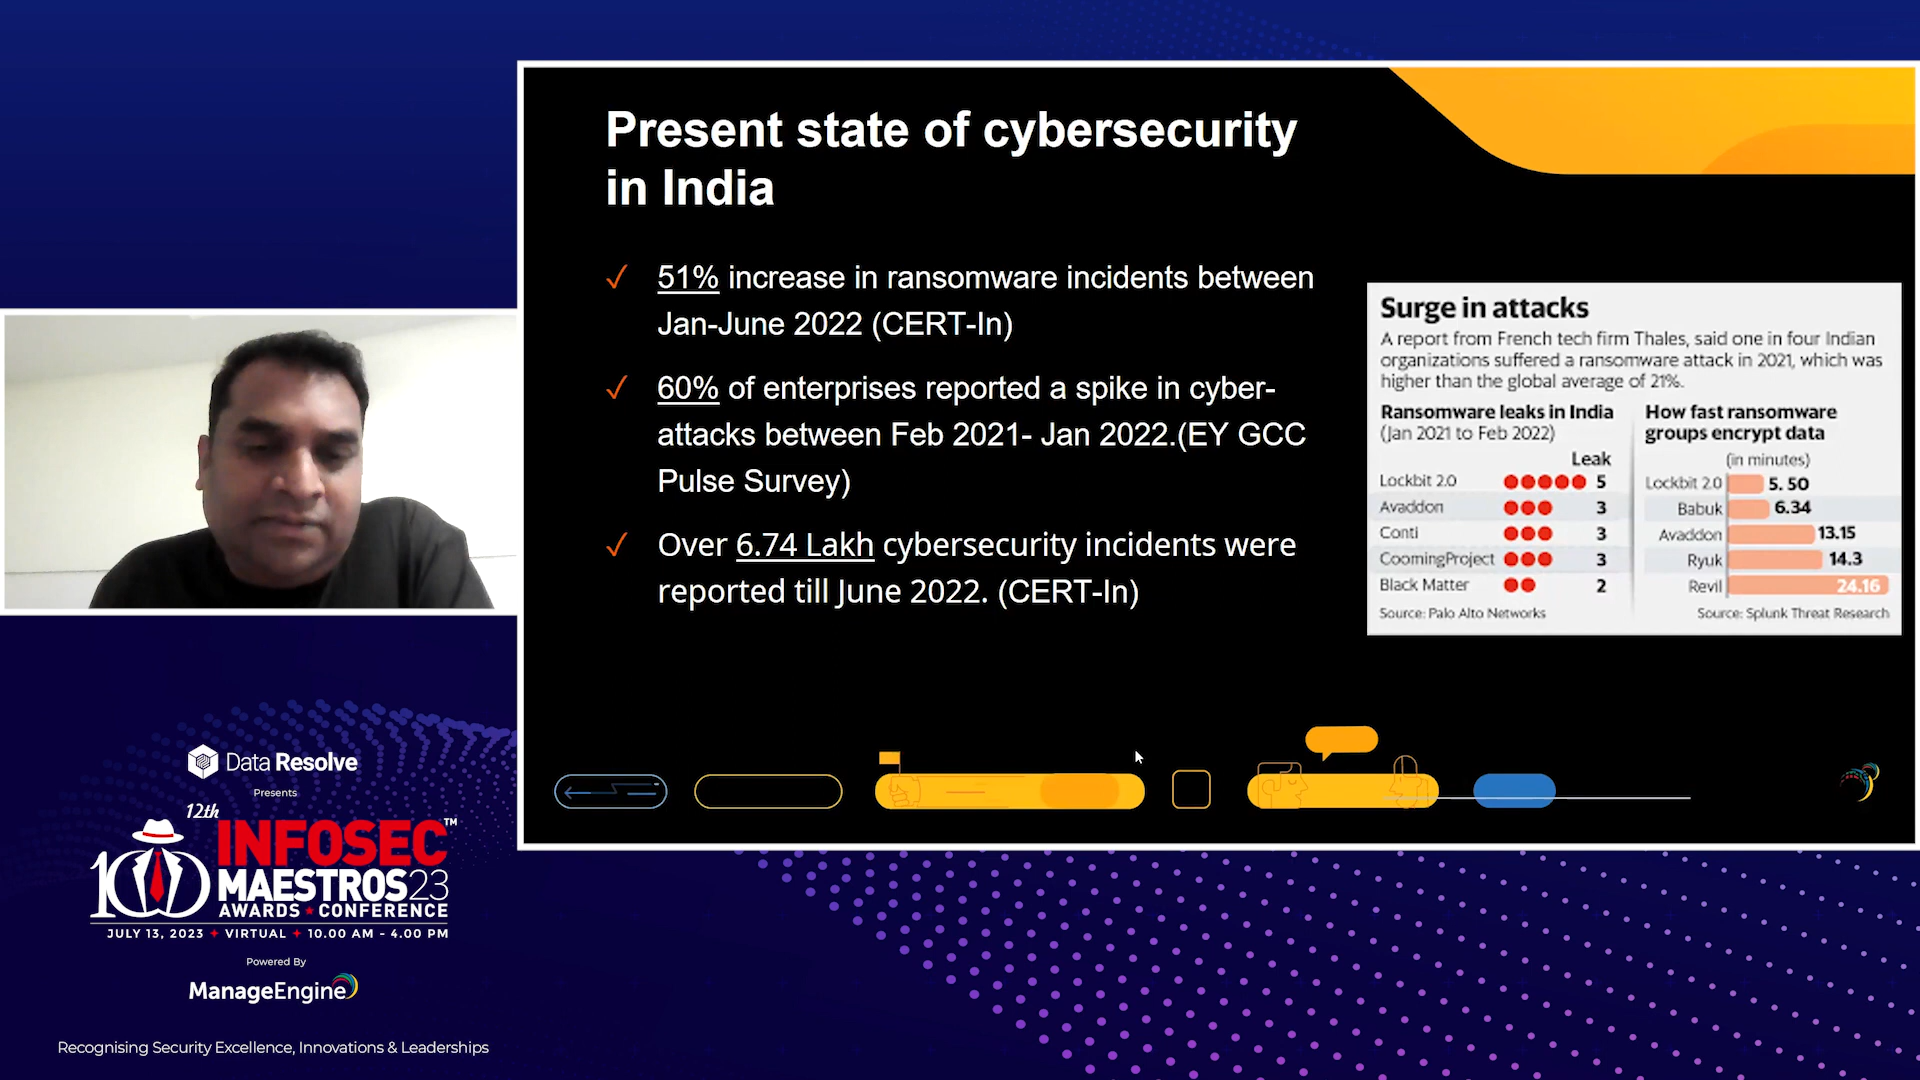 Present state of cybersecurity
in India
✓ 51% increase in ransomware incidents between
Jan-June 2022 (CERT-In)
✓ 60% of enterprises reported a spike in cyber-
attacks between Feb 2021- Jan 2022.(EY GCC
Pulse Survey)
✓ Over 6.74 Lakh cybersecurity incidents were
reported till June 2022. (CERT-In)
Surge in attacks
A report from French tech firm Thales, said one in four Indian
organizations suffered a ransomware attack in 2021, which was
higher than the global average of 21%.
Ransomware leaks in India
(Jan 2021 to Feb 2022)
Leak
Lockbit 2.0 5
Avaddon 3
Conti 3
CoomingProject 3
Black Matter 2
Source: Palo Alto Networks
How fast ransomware
groups encrypt data
(in minutes)
Lockbit 2.0 5. 50
Babuk 6.34
Avaddon 13.15
Ryuk 14.3
Revil 24.16
Source: Splunk Threat Research
Data Resolve
Presents
12th
100 INFOSEC™
MAESTROS23
AWARDS ★ CONFERENCE
JULY 13, 2023 ✦ VIRTUAL ✦ 10.00 AM - 4.00 PM
Powered By
ManageEngine
Recognising Security Excellence, Innovations & Leaderships